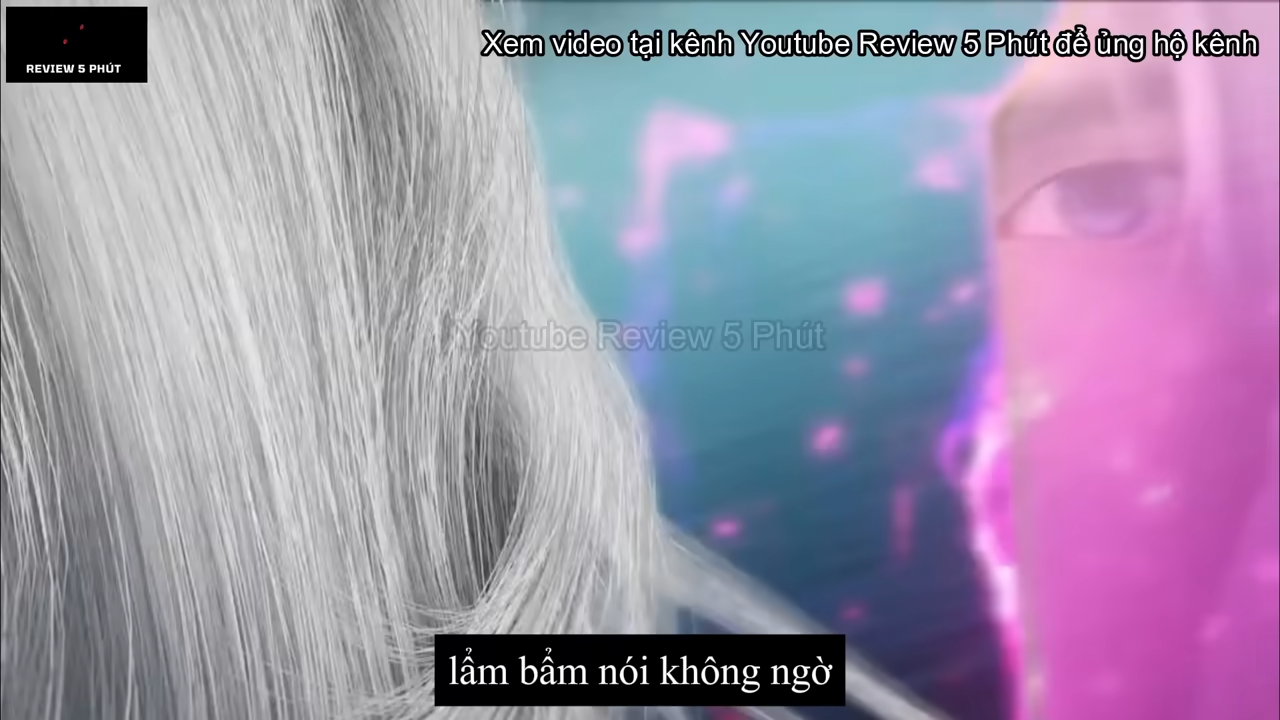 Xem video tại kênh Youtube Review 5 Phút để ủng hộ kênh
REVIEW 5 PHÚT
Youtube Review 5 Phút
lẩm bẩm nói không ngờ